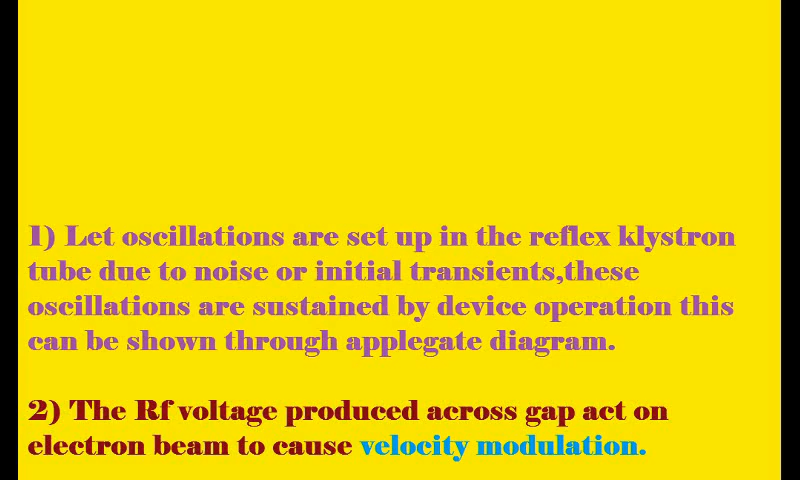 1) Let oscillations are set up in the reflex klystron
tube due to noise or initial transients,these
oscillations are sustained by device operation this
can be shown through applegate diagram.
2) The Rf voltage produced across gap act on
electron beam to cause velocity modulation.